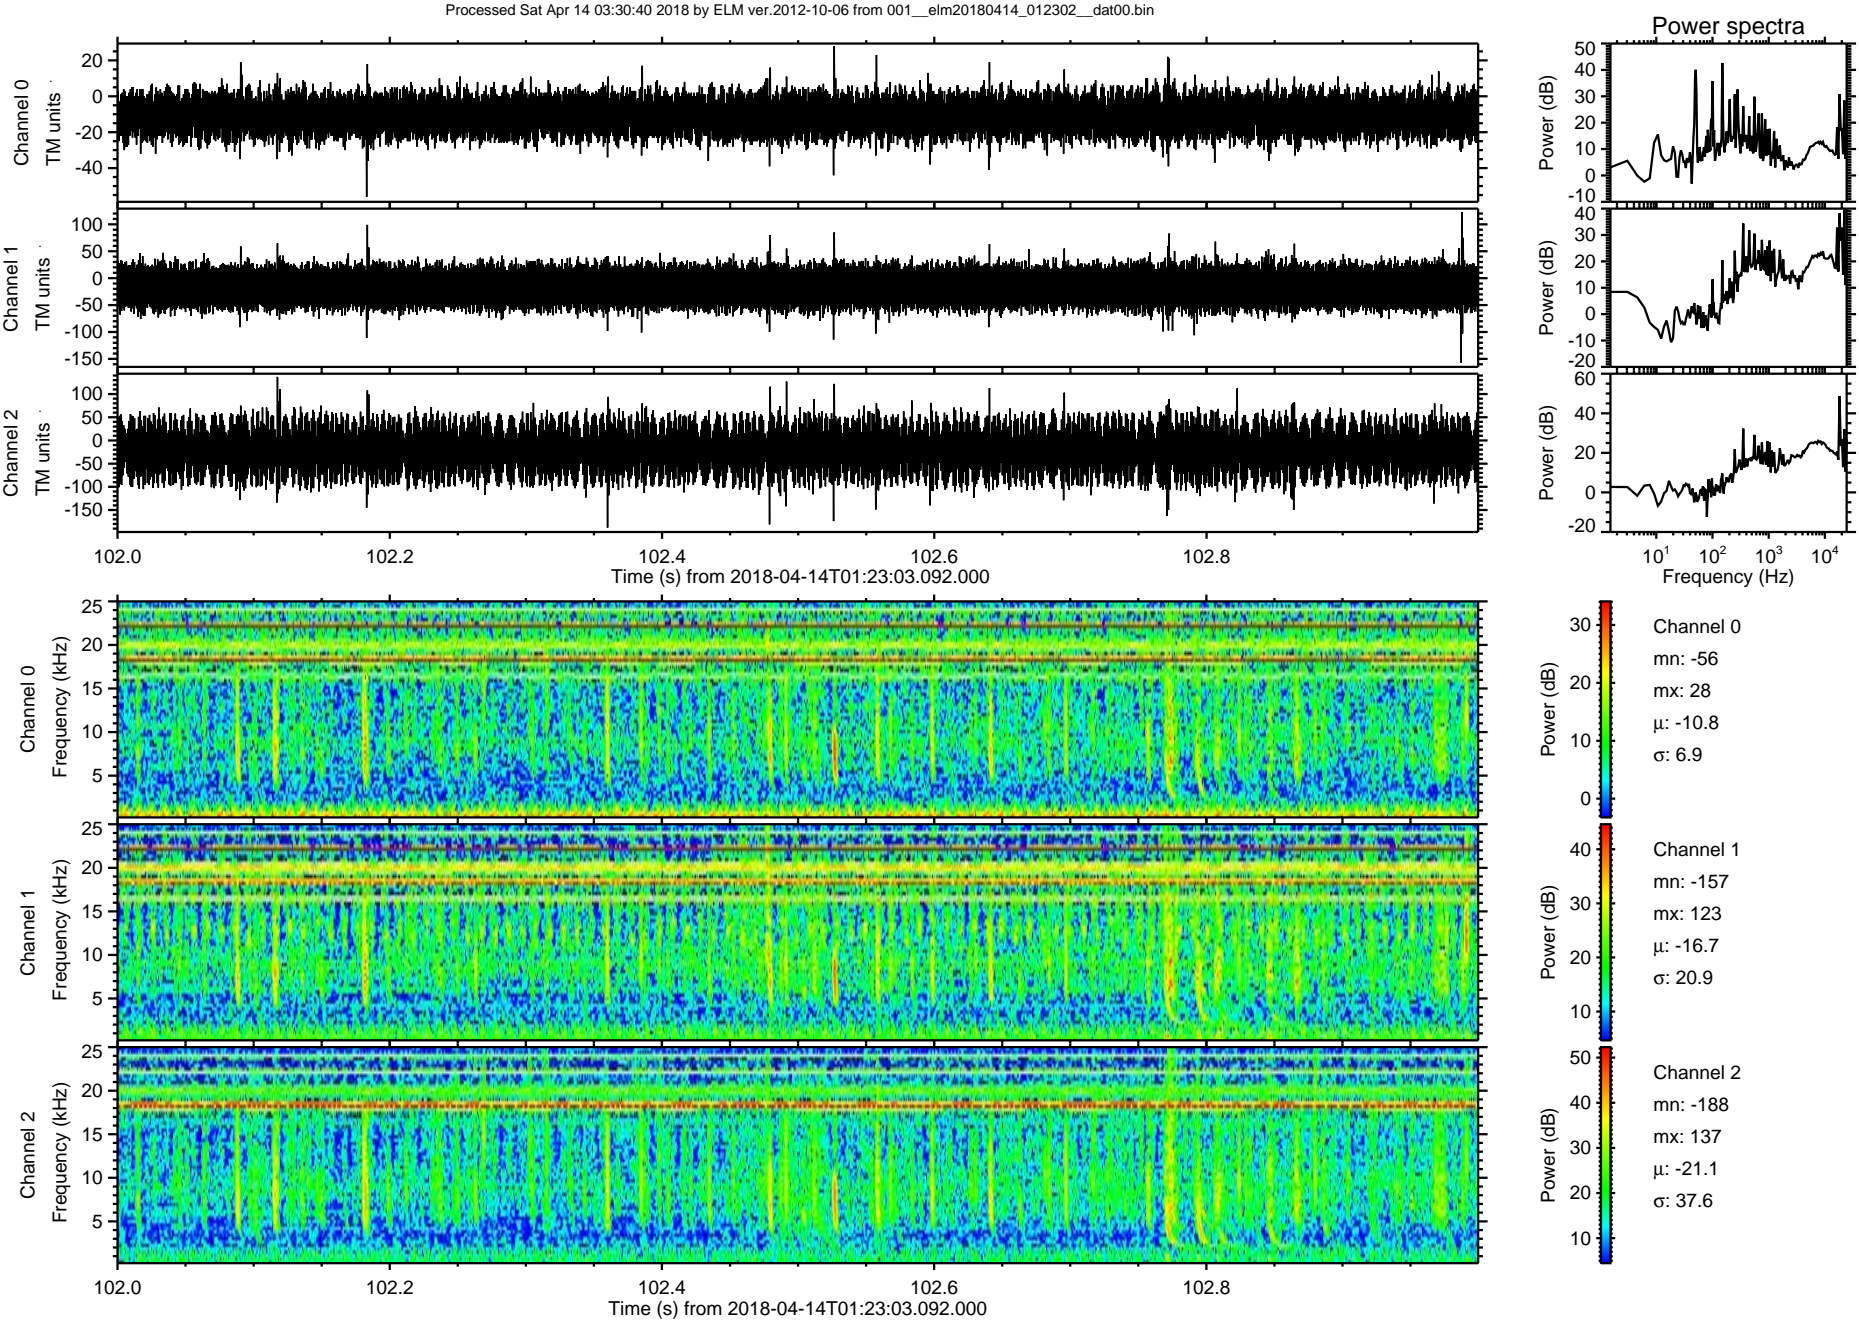 Processed Sat Apr 14 03:30:40 2018 by ELM ver.2012-10-06 from 001__elm20180414_012302__dat00.bin
Power spectra
Channel 0
TM units
20
0
-20
-40
Power (dB)
50
40
30
20
10
0
-10
Channel 1
TM units
100
50
0
-50
-100
-150
Power (dB)
40
30
20
10
0
-10
-20
Channel 2
TM units
100
50
0
-50
-100
-150
Power (dB)
60
40
20
0
-20
102.0 102.2 102.4 102.6 102.8
Time (s) from 2018-04-14T01:23:03.092.000
10^1 10^2 10^3 10^4
Frequency (Hz)
Channel 0
Frequency (kHz)
25
20
15
10
5
Power (dB)
30
20
10
0
Channel 0
mn: -56
mx: 28
μ: -10.8
σ: 6.9
Channel 1
Frequency (kHz)
25
20
15
10
5
Power (dB)
40
30
20
10
Channel 1
mn: -157
mx: 123
μ: -16.7
σ: 20.9
Channel 2
Frequency (kHz)
25
20
15
10
5
Power (dB)
50
40
30
20
10
Channel 2
mn: -188
mx: 137
μ: -21.1
σ: 37.6
102.0 102.2 102.4 102.6 102.8
Time (s) from 2018-04-14T01:23:03.092.000